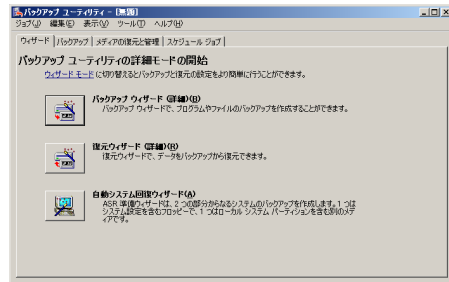 バックアップ ユーティリティ - [無題]
ジョブ(J) 編集(E) 表示(V) ツール(T) ヘルプ(H)
ウィザード バックアップ メディアの復元と管理 スケジュール ジョブ
バックアップ ユーティリティの詳細モードの開始
ウィザード モード に切り替えるとバックアップと復元の設定をより簡単に行うことができます。
バックアップ ウィザード (詳細)(B)
バックアップ ウィザードで、プログラムやファイルのバックアップを作成することができます。
復元ウィザード (詳細)(R)
復元ウィザードで、データをバックアップから復元できます。
自動システム回復ウィザード(A)
ASR 準備ウィザードは、2 つの部分からなるシステムのバックアップを作成します。1 つは
システム設定を含むフロッピーで、1 つはローカル システム パーティションを含む別のメデ
ィアです。